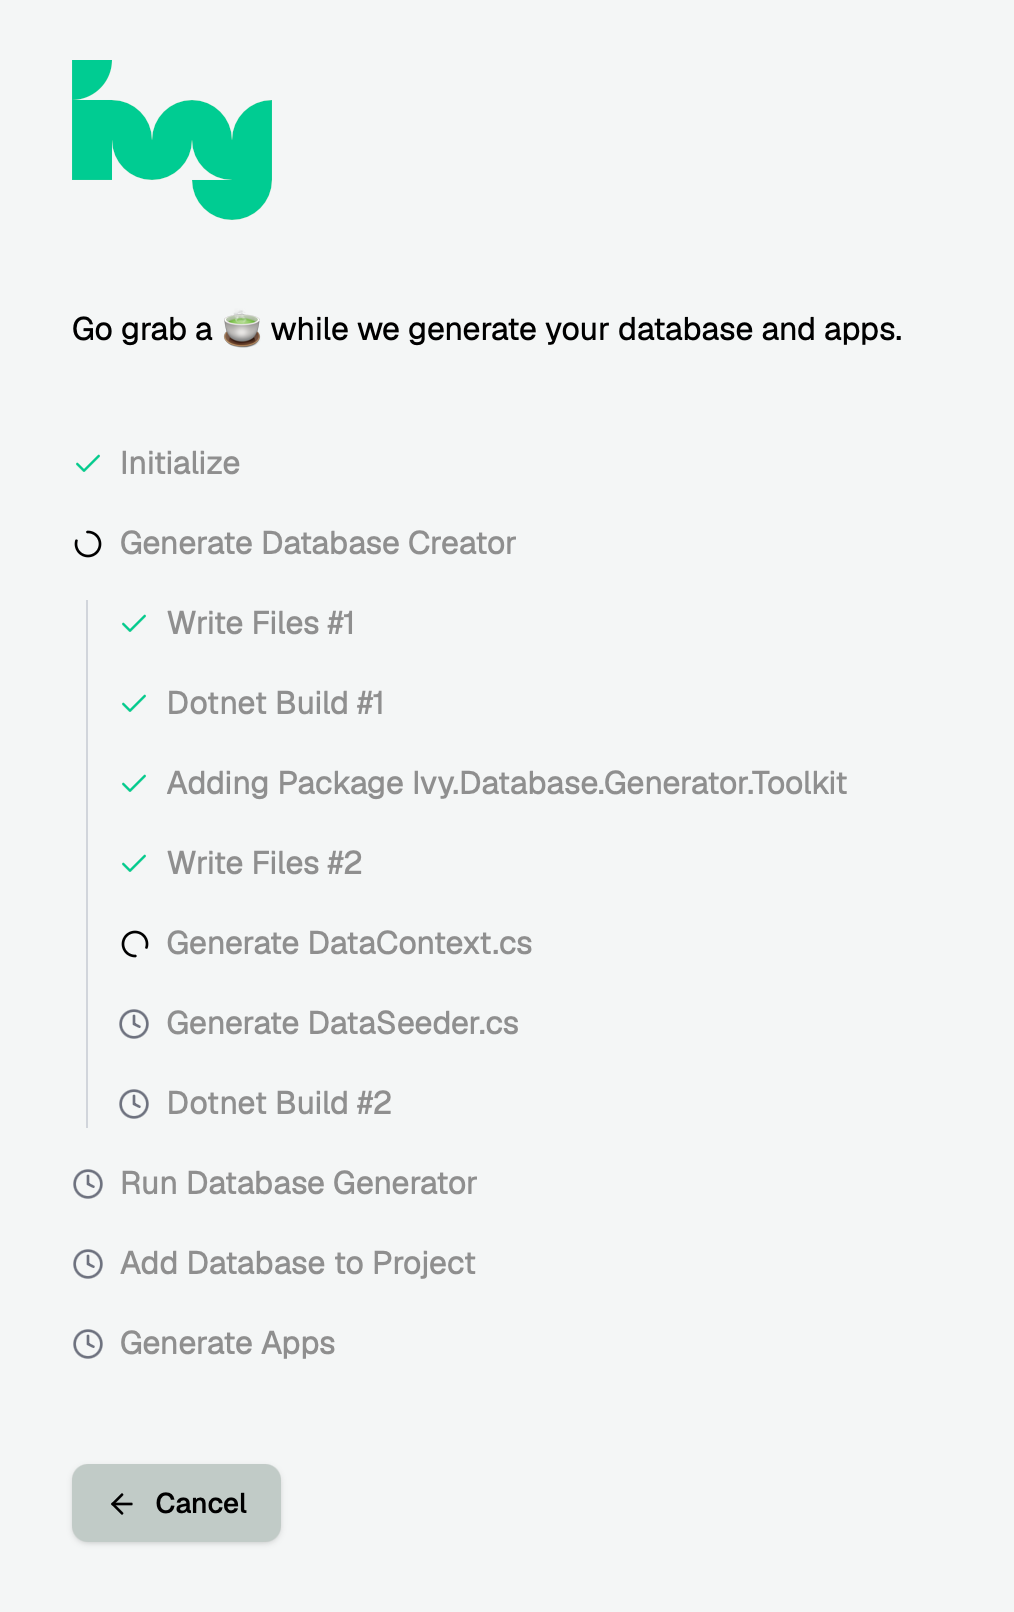 ivy
Go grab a 🍵 while we generate your database and apps.
Initialize
Generate Database Creator
Write Files #1
Dotnet Build #1
Adding Package Ivy.Database.Generator.Toolkit
Write Files #2
Generate DataContext.cs
Generate DataSeeder.cs
Dotnet Build #2
Run Database Generator
Add Database to Project
Generate Apps
Cancel